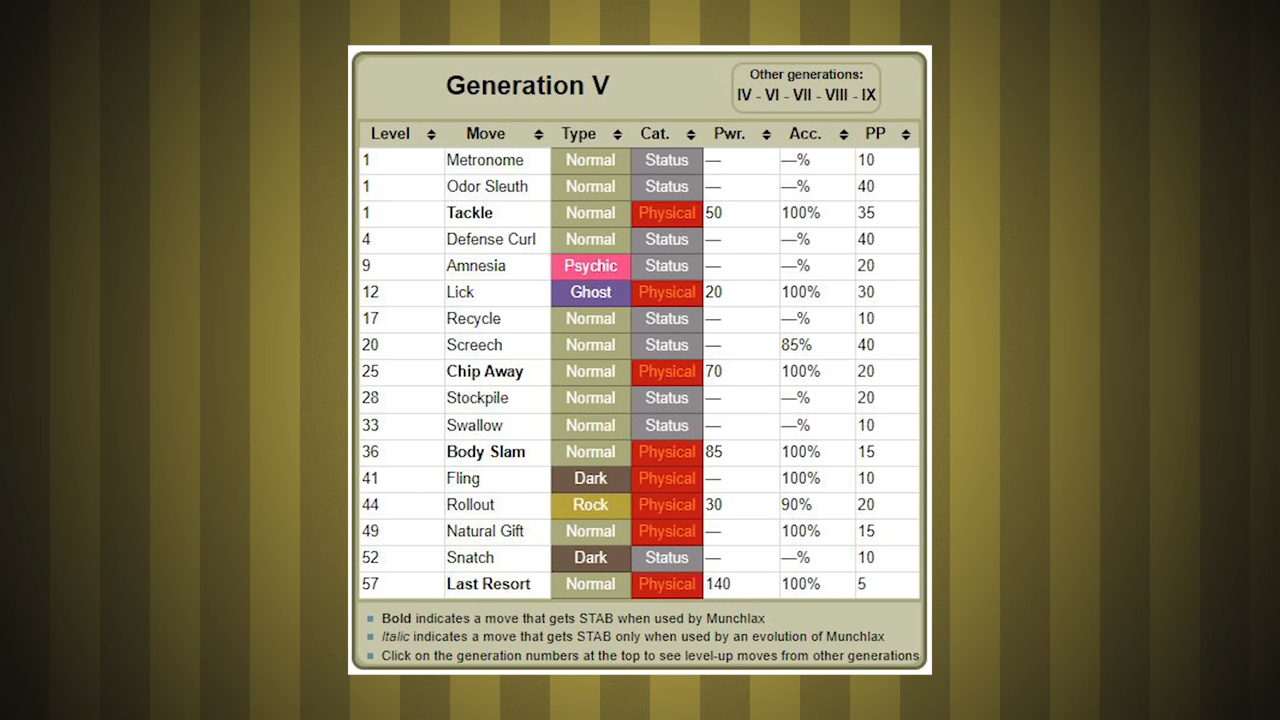 Generation V
Other generations:
IV - VI - VII - VIII - IX
Level Move Type Cat. Pwr. Acc. PP
1 Metronome Normal Status — —% 10
1 Odor Sleuth Normal Status — —% 40
1 Tackle Normal Physical 50 100% 35
4 Defense Curl Normal Status — —% 40
9 Amnesia Psychic Status — —% 20
12 Lick Ghost Physical 20 100% 30
17 Recycle Normal Status — —% 10
20 Screech Normal Status — 85% 40
25 Chip Away Normal Physical 70 100% 20
28 Stockpile Normal Status — —% 20
33 Swallow Normal Status — —% 10
36 Body Slam Normal Physical 85 100% 15
41 Fling Dark Physical — 100% 10
44 Rollout Rock Physical 30 90% 20
49 Natural Gift Normal Physical — 100% 15
52 Snatch Dark Status — —% 10
57 Last Resort Normal Physical 140 100% 5
Bold indicates a move that gets STAB when used by Munchlax
Italic indicates a move that gets STAB only when used by an evolution of Munchlax
Click on the generation numbers at the top to see level-up moves from other generations